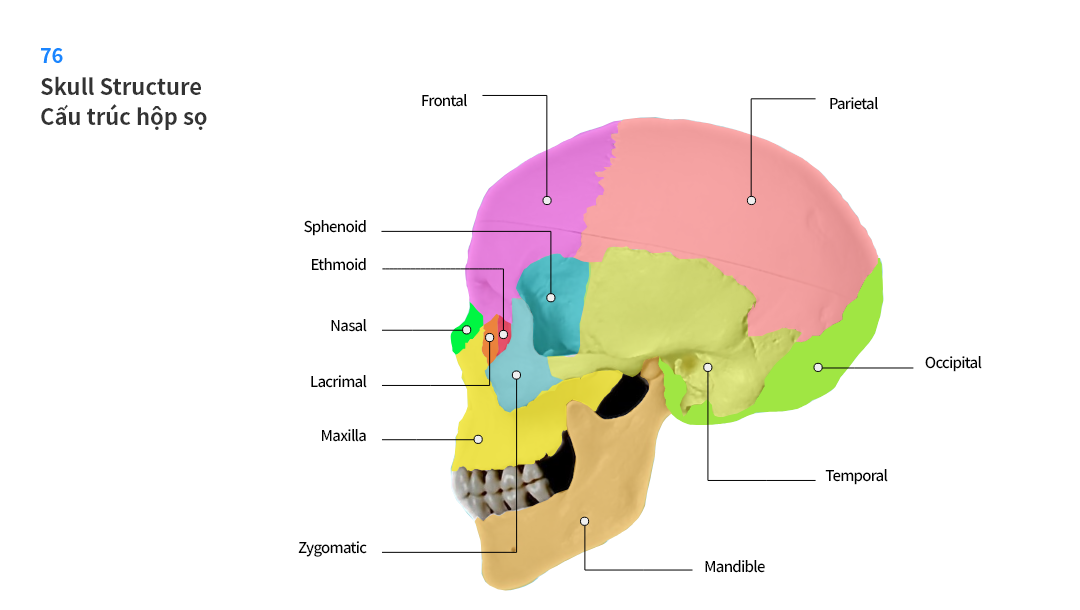 76
Skull Structure
Cấu trúc hộp sọ
Frontal
Parietal
Sphenoid
Ethmoid
Nasal
Lacrimal
Occipital
Maxilla
Temporal
Zygomatic
Mandible